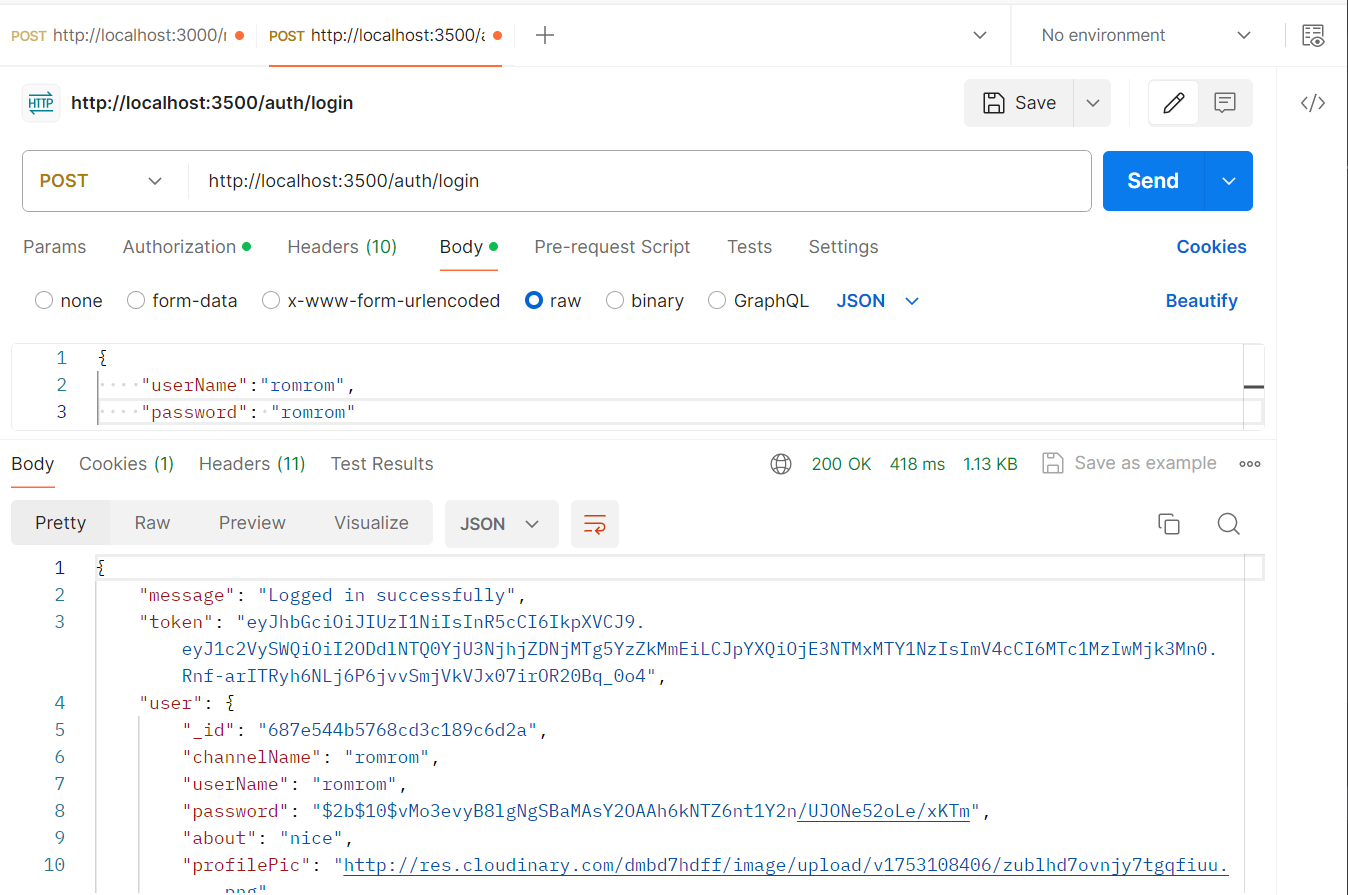 POST http://localhost:3000/r POST http://localhost:3500/a No environment
HTTP http://localhost:3500/auth/login Save
POST http://localhost:3500/auth/login Send
Params Authorization Headers (10) Body Pre-request Script Tests Settings Cookies
none form-data x-www-form-urlencoded raw binary GraphQL JSON Beautify
1 {
2 "userName":"romrom",
3 "password": "romrom"
Body Cookies (1) Headers (11) Test Results 200 OK 418 ms 1.13 KB Save as example
Pretty Raw Preview Visualize JSON
1 {
2 "message": "Logged in successfully",
3 "token": "eyJhbGciOiJIUzI1NiIsInR5cCI6IkpXVCJ9.
eyJ1c2VySWQiOiI2ODdlNTQ0YjU3NjhjZDNjMTg5YzZkMmEiLCJpYXQiOjE3NTMxMTY1NzIsImV4cCI6MTc1MzIwMjk3Mn0.
Rnf-arITRyh6NLj6P6jvvSmjVkVJx07irOR20Bq_0o4",
4 "user": {
5 "_id": "687e544b5768cd3c189c6d2a",
6 "channelName": "romrom",
7 "userName": "romrom",
8 "password": "$2b$10$vMo3evyB8lgNgSBaMAsY2OAAh6kNTZ6nt1Y2n/UJONe52oLe/xKTm",
9 "about": "nice",
10 "profilePic": "http://res.cloudinary.com/dmbd7hdff/image/upload/v1753108406/zublhd7ovnjy7tgqfiuu.
png"